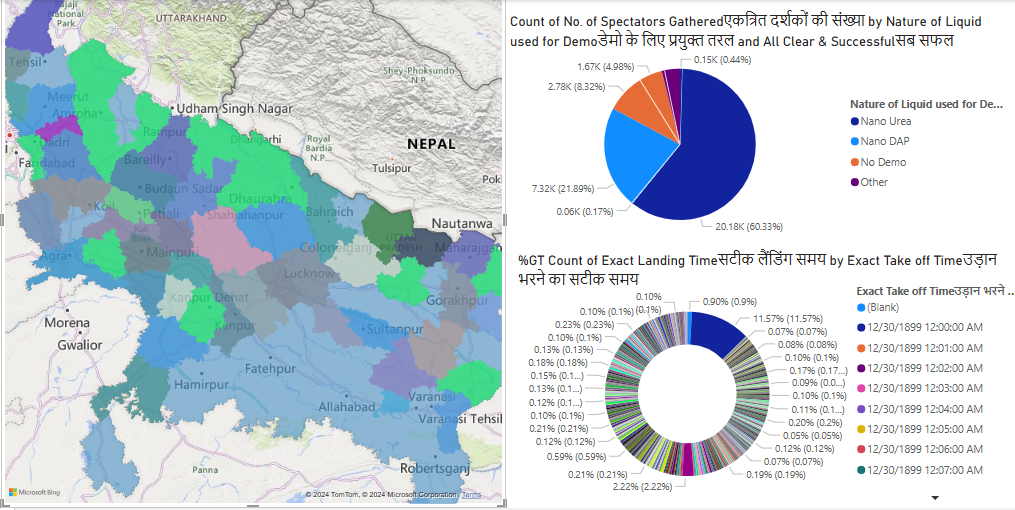 Rajaji
National
Park
UTTARAKHAND
Tehsil
Shey-Phoksundo
N.P.
Meerut
Amroha
Udham Singh Nagar
Rampur
Dhangarhi
Royal
Bardia
N.P.
NEPAL
Dadri
Faridabad
Bareilly
Tulsipur
Budaun Sadar
Dhaurahra
Koil
Patiali
Shahjahanpur
Bahraich
Nautanwa
UTTAR
PRADESH
Colonelganj
Maharajganj
Agra
Mainpuri
Lucknow
Kanpur Dehat
Gorakhpur
Morena
Kanpur
Sultanpur
Gwalior
Fatehpur
Hamirpur
Allahabad
Varanasi
Varanasi Tehsil
Panna
Robertsganj
Microsoft Bing
© 2024 TomTom, © 2024 Microsoft Corporation Terms
Count of No. of Spectators Gatheredएकत्रित दर्शकों की संख्या by Nature of Liquid
used for Demoडेमो के लिए प्रयुक्त तरल and All Clear & Successfulसब सफल
0.15K (0.44%)
1.67K (4.98%)
2.78K (8.32%)
7.32K (21.89%)
0.06K (0.17%)
20.18K (60.33%)
Nature of Liquid used for De...
Nano Urea
Nano DAP
No Demo
Other
%GT Count of Exact Landing Timeसटीक लैंडिंग समय by Exact Take off Timeउड़ान
भरने का सटीक समय
0.10%
(0.1%)
0.90% (0.9%)
0.10% (0.1%)
11.57% (11.57%)
0.23% (0.23%)
0.07% (0.07%)
0.10% (0.1%)
0.08% (0.08%)
0.13% (0.13%)
0.10% (0.1%)
0.18% (0.18%)
0.17% (0.17...)
0.15% (0.1...)
0.09% (0.0...)
0.13% (0.1...)
0.10% (0.1%)
0.12% (0.1...)
0.11% (0.1...)
0.10% (0.1%)
0.20% (0.2%)
0.21% (0.21%)
0.05% (0.05%)
0.12% (0.12%)
0.12% (0.12%)
0.59% (0.59%)
0.07% (0.07%)
0.21% (0.21%)
0.19% (0.19%)
2.22% (2.22%)
Exact Take off Timeउड़ान भरने ...
(Blank)
12/30/1899 12:00:00 AM
12/30/1899 12:01:00 AM
12/30/1899 12:02:00 AM
12/30/1899 12:03:00 AM
12/30/1899 12:04:00 AM
12/30/1899 12:05:00 AM
12/30/1899 12:06:00 AM
12/30/1899 12:07:00 AM